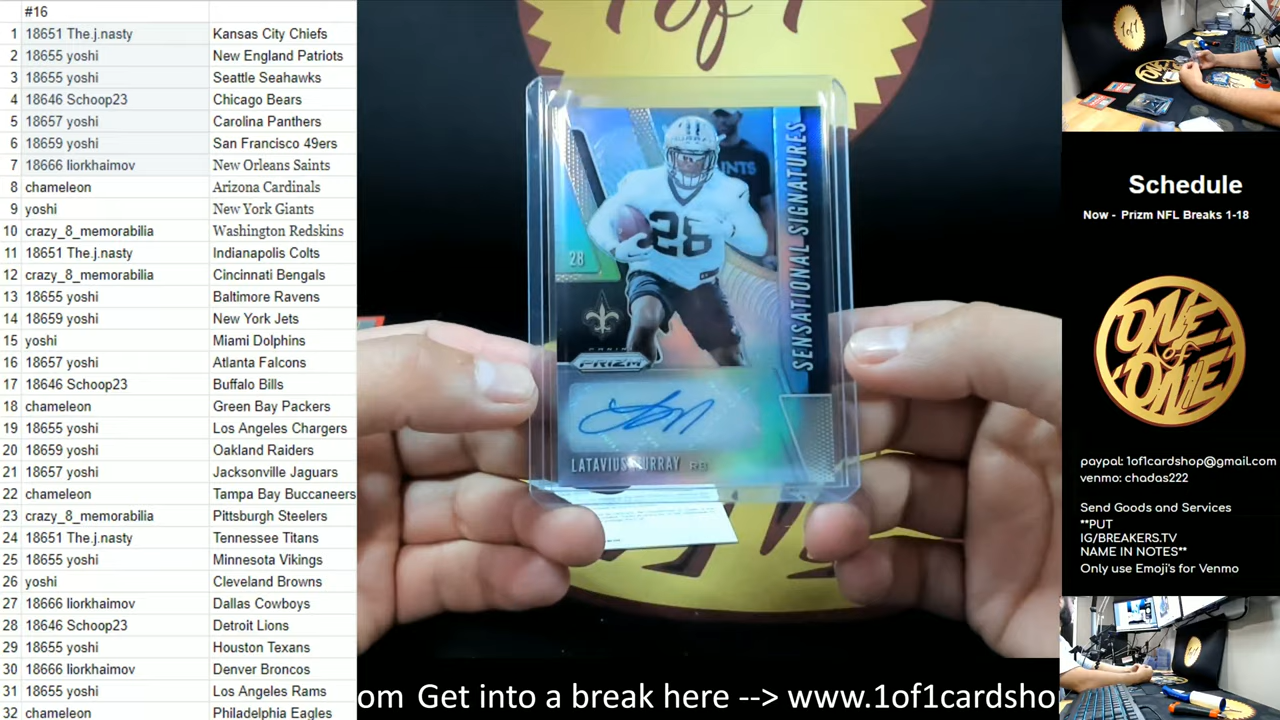 #16
1 18651 The.j.nasty Kansas City Chiefs
2 18655 yoshi New England Patriots
3 18655 yoshi Seattle Seahawks
4 18646 Schoop23 Chicago Bears
5 18657 yoshi Carolina Panthers
6 18659 yoshi San Francisco 49ers
7 18666 liorkhaimov New Orleans Saints
8 chameleon Arizona Cardinals
9 yoshi New York Giants
10 crazy_8_memorabilia Washington Redskins
11 18651 The.j.nasty Indianapolis Colts
12 crazy_8_memorabilia Cincinnati Bengals
13 18655 yoshi Baltimore Ravens
14 18659 yoshi New York Jets
15 yoshi Miami Dolphins
16 18657 yoshi Atlanta Falcons
17 18646 Schoop23 Buffalo Bills
18 chameleon Green Bay Packers
19 18655 yoshi Los Angeles Chargers
20 18659 yoshi Oakland Raiders
21 18657 yoshi Jacksonville Jaguars
22 chameleon Tampa Bay Buccaneers
23 crazy_8_memorabilia Pittsburgh Steelers
24 18651 The.j.nasty Tennessee Titans
25 18655 yoshi Minnesota Vikings
26 yoshi Cleveland Browns
27 18666 liorkhaimov Dallas Cowboys
28 18646 Schoop23 Detroit Lions
29 18655 yoshi Houston Texans
30 18666 liorkhaimov Denver Broncos
31 18655 yoshi Los Angeles Rams
32 chameleon Philadelphia Eagles
1of1
28
28
SENSATIONAL SIGNATURES
PANINI
PRIZM
LATAVIUS MURRAY RB
om Get into a break here --> www.1of1cardsho
1of1
Schedule
Now - Prizm NFL Breaks 1-18
ONE
of
ONE
paypal: 1of1cardshop@gmail.com
venmo: chadas222
Send Goods and Services
**PUT
IG/BREAKERS.TV
NAME IN NOTES**
Only use Emoji's for Venmo